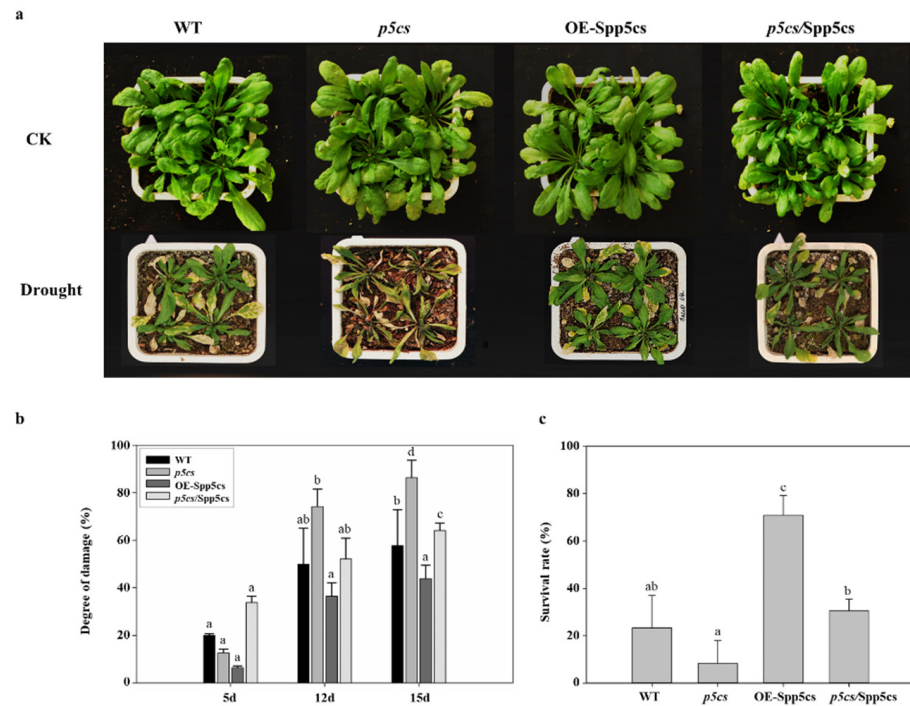 a
WT p5cs OE-Spp5cs p5cs/Spp5cs
CK
Drought
b
100
80
60
40
20
0
Degree of damage (%)
WT
p5cs
OE-Spp5cs
p5cs/Spp5cs
a a a a
ab b a ab
b d a c
5d 12d 15d
c
100
80
60
40
20
0
Survival rate (%)
ab a c b
WT p5cs OE-Spp5cs p5cs/Spp5cs